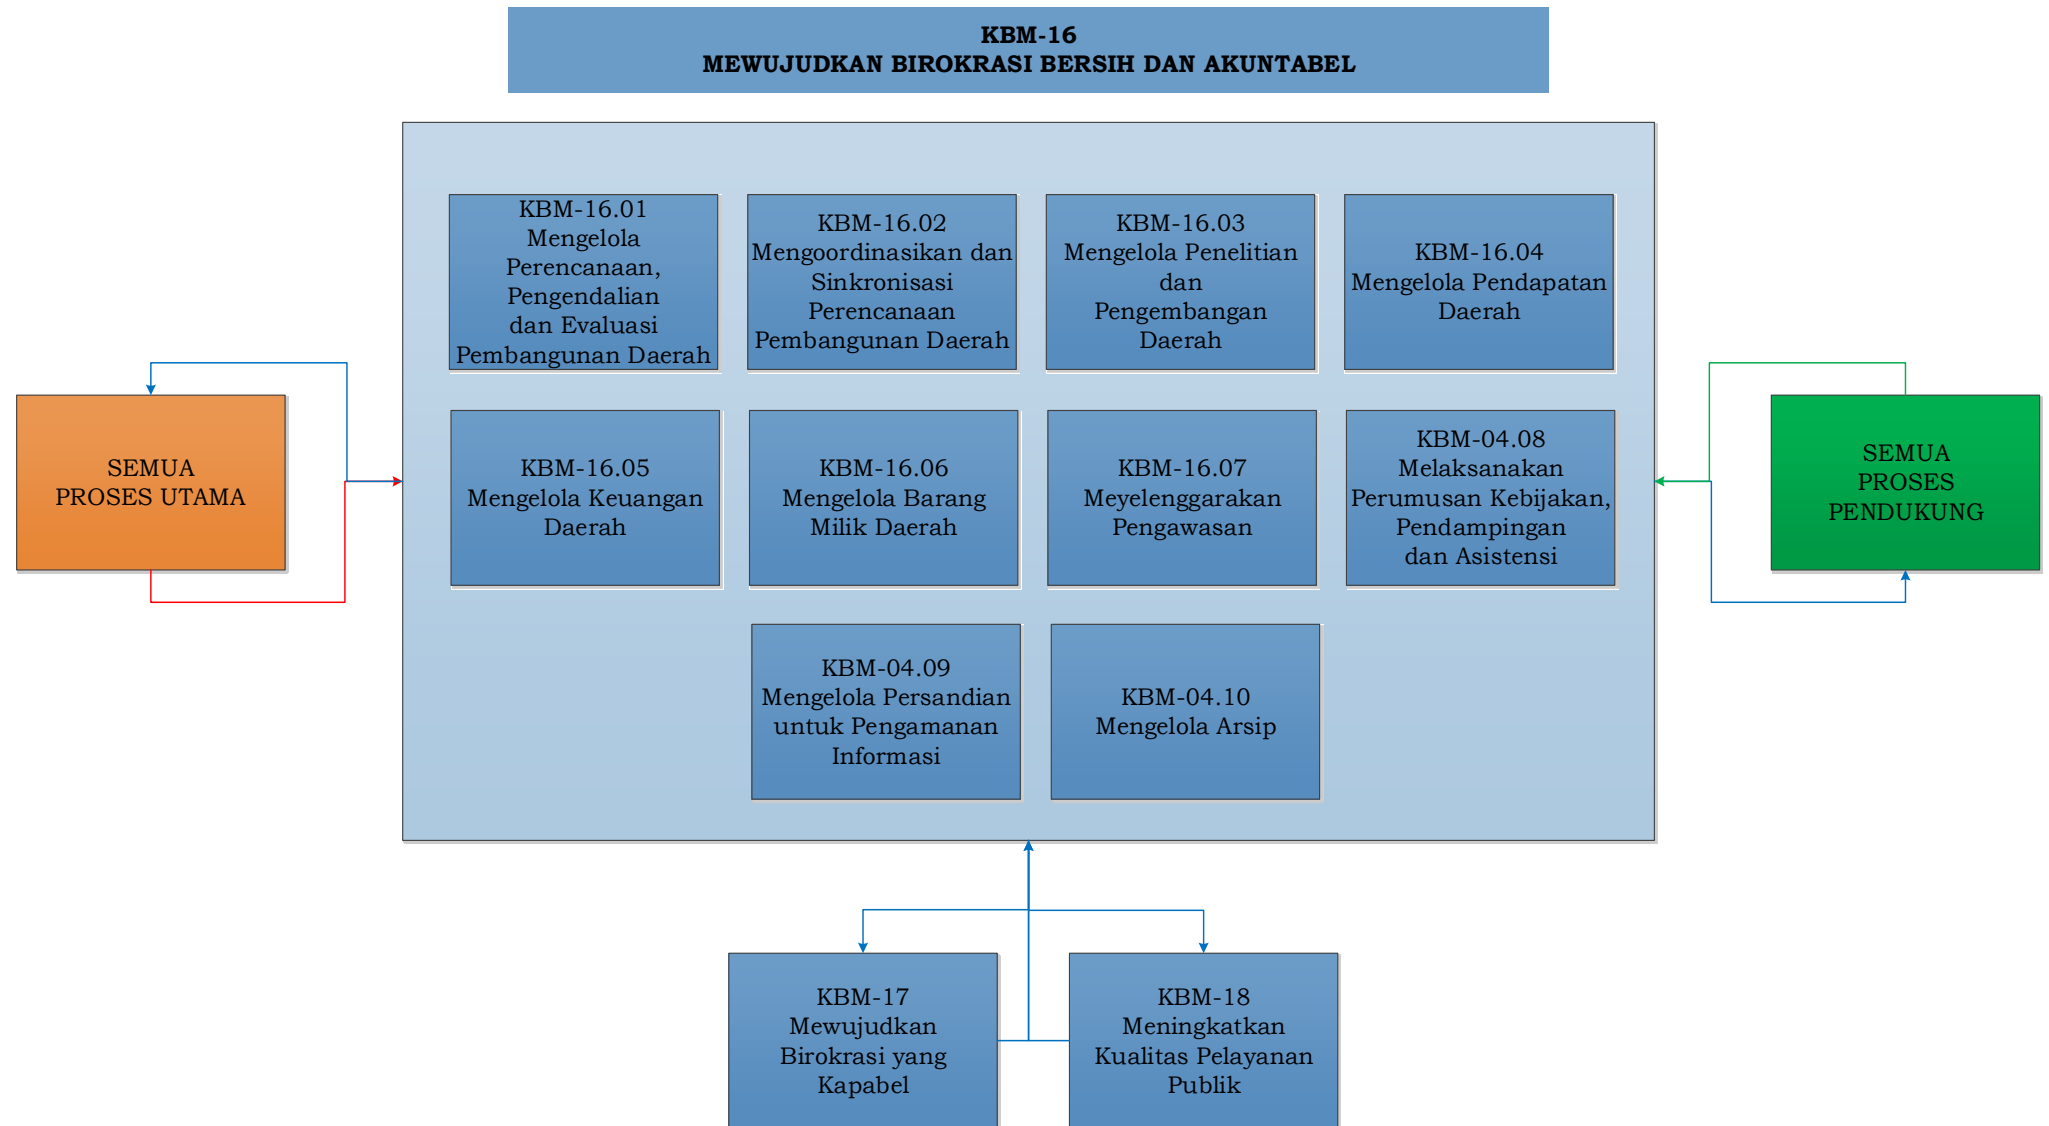 KBM-16
MEWUJUDKAN BIROKRASI BERSIH DAN AKUNTABEL
KBM-16.01
Mengelola
Perencanaan,
Pengendalian
dan Evaluasi
Pembangunan Daerah
KBM-16.02
Mengoordinasikan dan
Sinkronisasi
Perencanaan
Pembangunan Daerah
KBM-16.03
Mengelola Penelitian
dan
Pengembangan
Daerah
KBM-16.04
Mengelola Pendapatan
Daerah
SEMUA
PROSES UTAMA
KBM-16.05
Mengelola Keuangan
Daerah
KBM-16.06
Mengelola Barang
Milik Daerah
KBM-16.07
Meyelenggarakan
Pengawasan
KBM-04.08
Melaksanakan
Perumusan Kebijakan,
Pendampingan
dan Asistensi
SEMUA
PROSES
PENDUKUNG
KBM-04.09
Mengelola Persandian
untuk Pengamanan
Informasi
KBM-04.10
Mengelola Arsip
KBM-17
Mewujudkan
Birokrasi yang
Kapabel
KBM-18
Meningkatkan
Kualitas Pelayanan
Publik